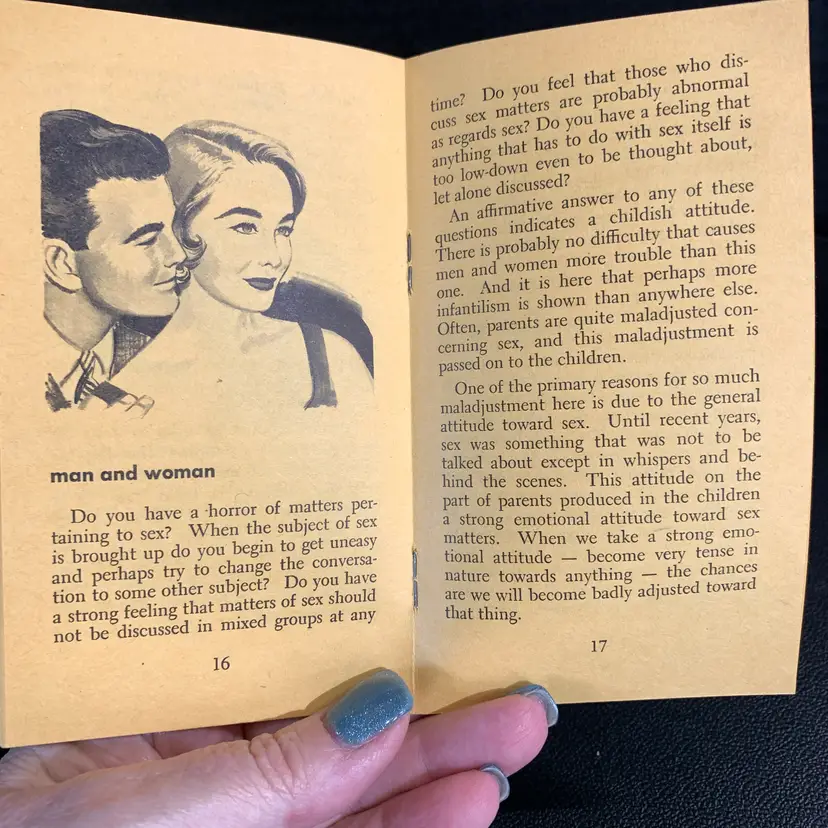 man and woman
Do you have a horror of matters per-
taining to sex? When the subject of sex
is brought up do you begin to get uneasy
and perhaps try to change the conversa-
tion to some other subject? Do you have
a strong feeling that matters of sex should
not be discussed in mixed groups at any
16
time? Do you feel that those who dis-
cuss sex matters are probably abnormal
as regards sex? Do you have a feeling that
anything that has to do with sex itself is
too low-down even to be thought about,
let alone discussed?
An affirmative answer to any of these
questions indicates a childish attitude.
There is probably no difficulty that causes
men and women more trouble than this
one. And it is here that perhaps more
infantilism is shown than anywhere else.
Often, parents are quite maladjusted con-
cerning sex, and this maladjustment is
passed on to the children.
One of the primary reasons for so much
maladjustment here is due to the general
attitude toward sex. Until recent years,
sex was something that was not to be
talked about except in whispers and be-
hind the scenes. This attitude on the
part of parents produced in the children
a strong emotional attitude toward sex
matters. When we take a strong emo-
tional attitude — become very tense in
nature towards anything — the chances
are we will become badly adjusted toward
that thing.
17